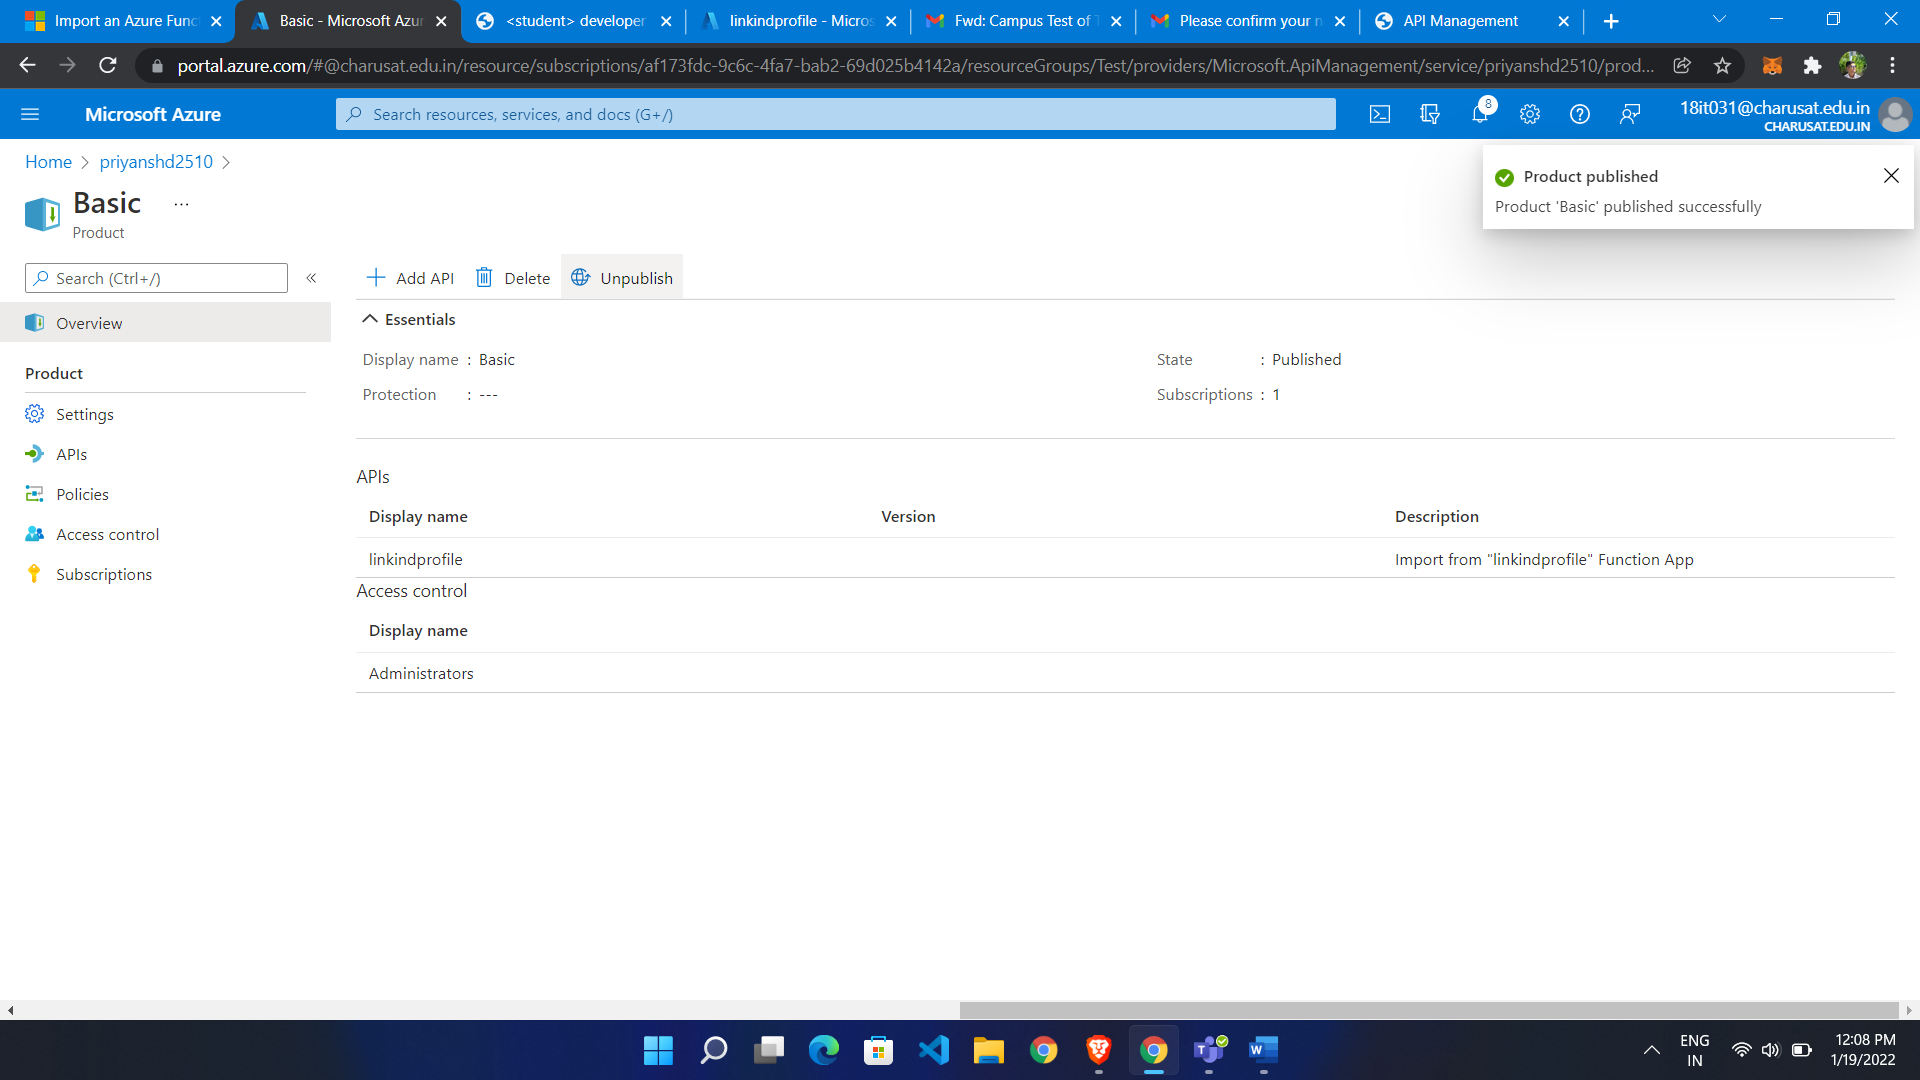 Import an Azure Func
Basic - Microsoft Azur
<student> developer
linkindprofile - Micros
Fwd: Campus Test of T
Please confirm your n
API Management
portal.azure.com/#@charusat.edu.in/resource/subscriptions/af173fdc-9c6c-4fa7-bab2-69d025b4142a/resourceGroups/Test/providers/Microsoft.ApiManagement/service/priyanshd2510/prod...
Microsoft Azure
Search resources, services, and docs (G+/)
8
18it031@charusat.edu.in
CHARUSAT.EDU.IN
Home > priyanshd2510 >
Product published
Product 'Basic' published successfully
Basic ...
Product
Search (Ctrl+/)
«
Add API
Delete
Unpublish
Overview
Essentials
Display name : Basic
State : Published
Protection : ---
Subscriptions : 1
Product
Settings
APIs
Policies
Access control
Subscriptions
APIs
Display name Version Description
linkindprofile Import from "linkindprofile" Function App
Access control
Display name
Administrators
ENG
IN
12:08 PM
1/19/2022